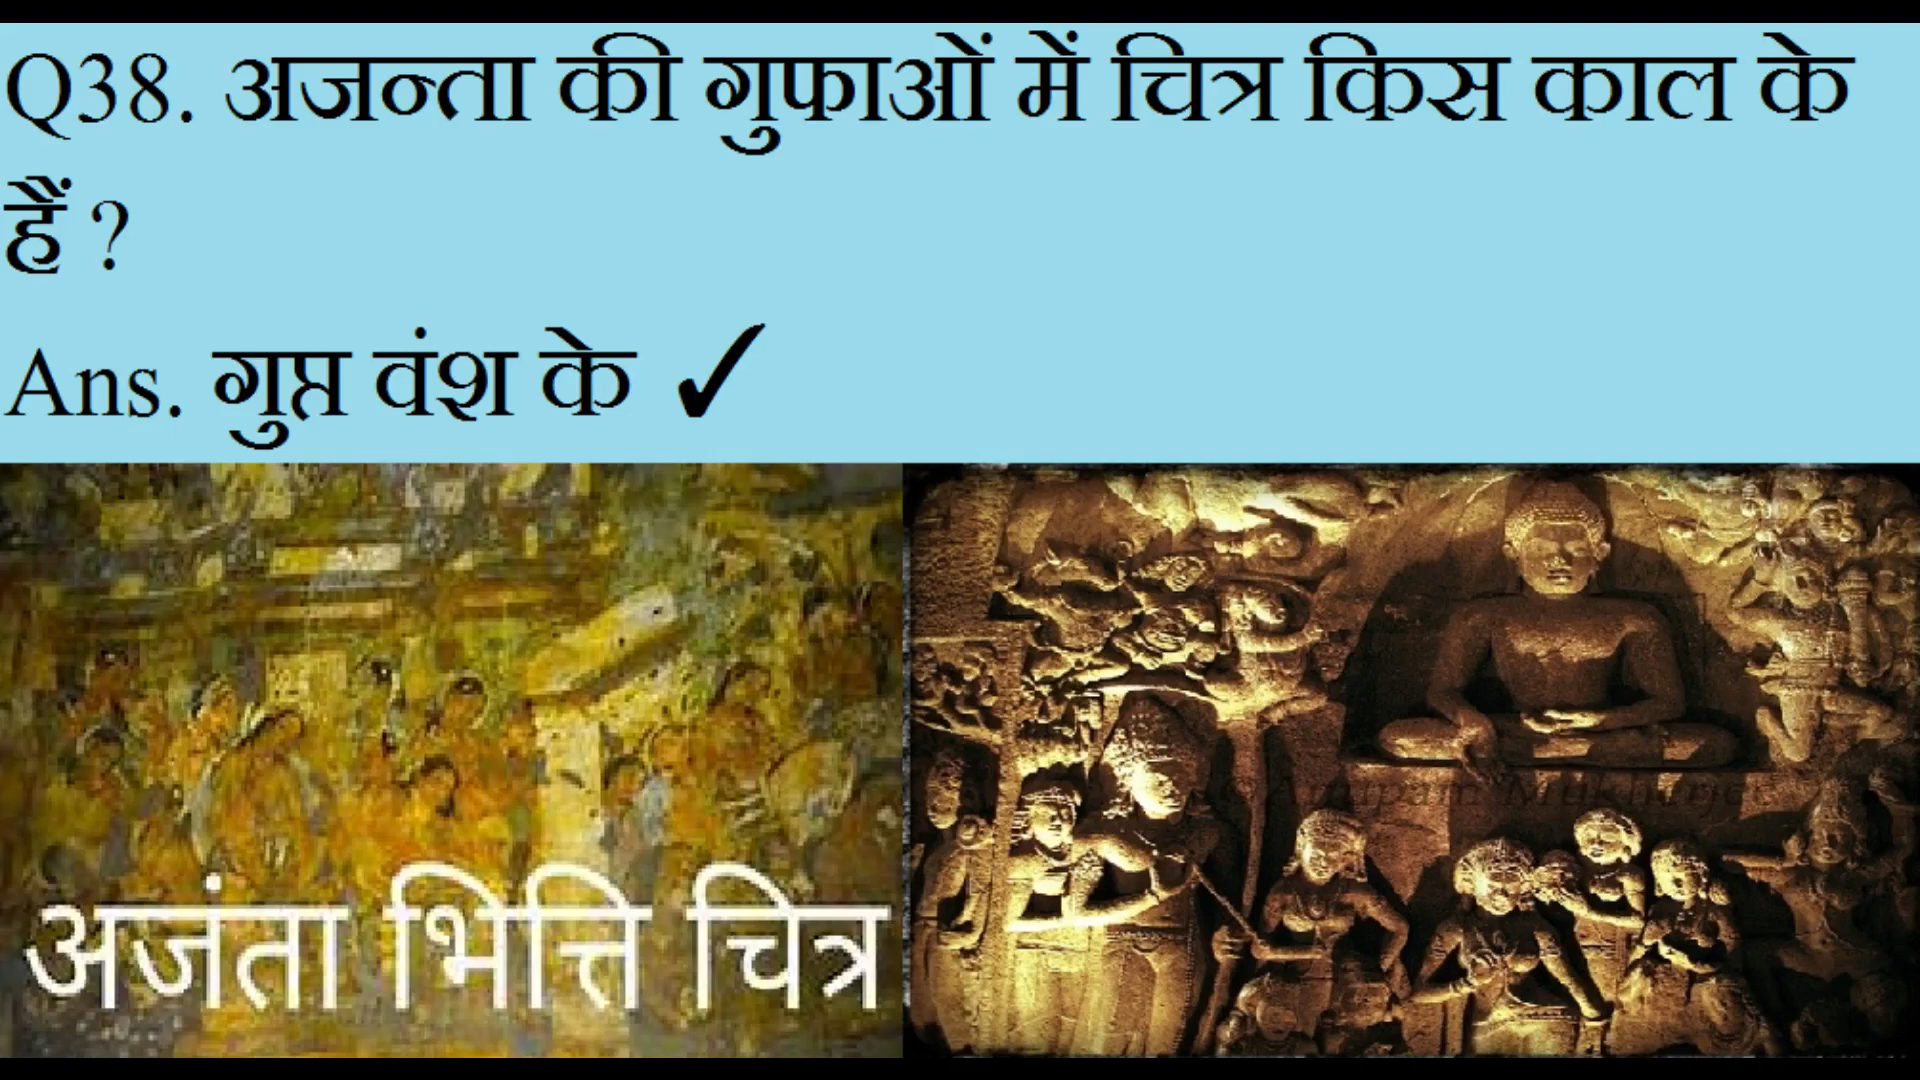 Q38. अजन्ता की गुफाओं में चित्र किस काल के
हैं ?
Ans. गुप्त वंश के ✓
अजंता भित्ति चित्र